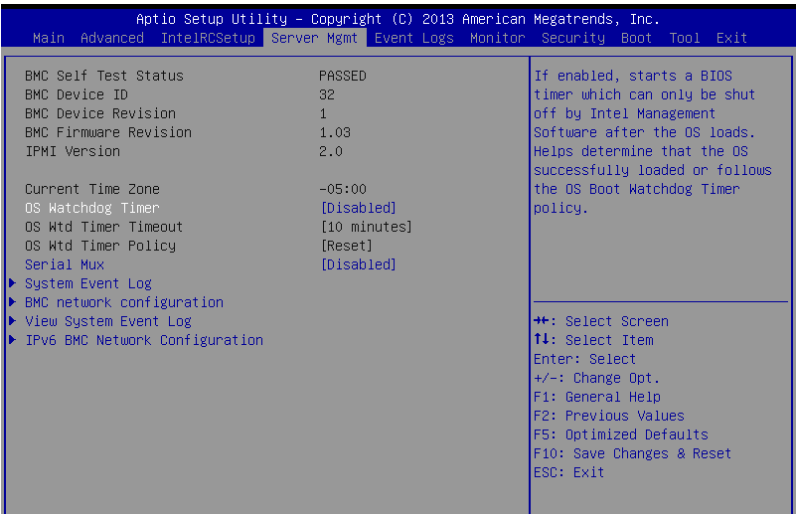 Aptio Setup Utility – Copyright (C) 2013 American Megatrends, Inc.
Main Advanced IntelRCSetup Server Mgmt Event Logs Monitor Security Boot Tool Exit
BMC Self Test Status PASSED
BMC Device ID 32
BMC Device Revision 1
BMC Firmware Revision 1.03
IPMI Version 2.0
Current Time Zone -05:00
OS Watchdog Timer [Disabled]
OS Wtd Timer Timeout [10 minutes]
OS Wtd Timer Policy [Reset]
Serial Mux [Disabled]
System Event Log
BMC network configuration
View System Event Log
IPv6 BMC Network Configuration
If enabled, starts a BIOS
timer which can only be shut
off by Intel Management
Software after the OS loads.
Helps determine that the OS
successfully loaded or follows
the OS Boot Watchdog Timer
policy.
→←: Select Screen
↑↓: Select Item
Enter: Select
+/-: Change Opt.
F1: General Help
F2: Previous Values
F5: Optimized Defaults
F10: Save Changes & Reset
ESC: Exit